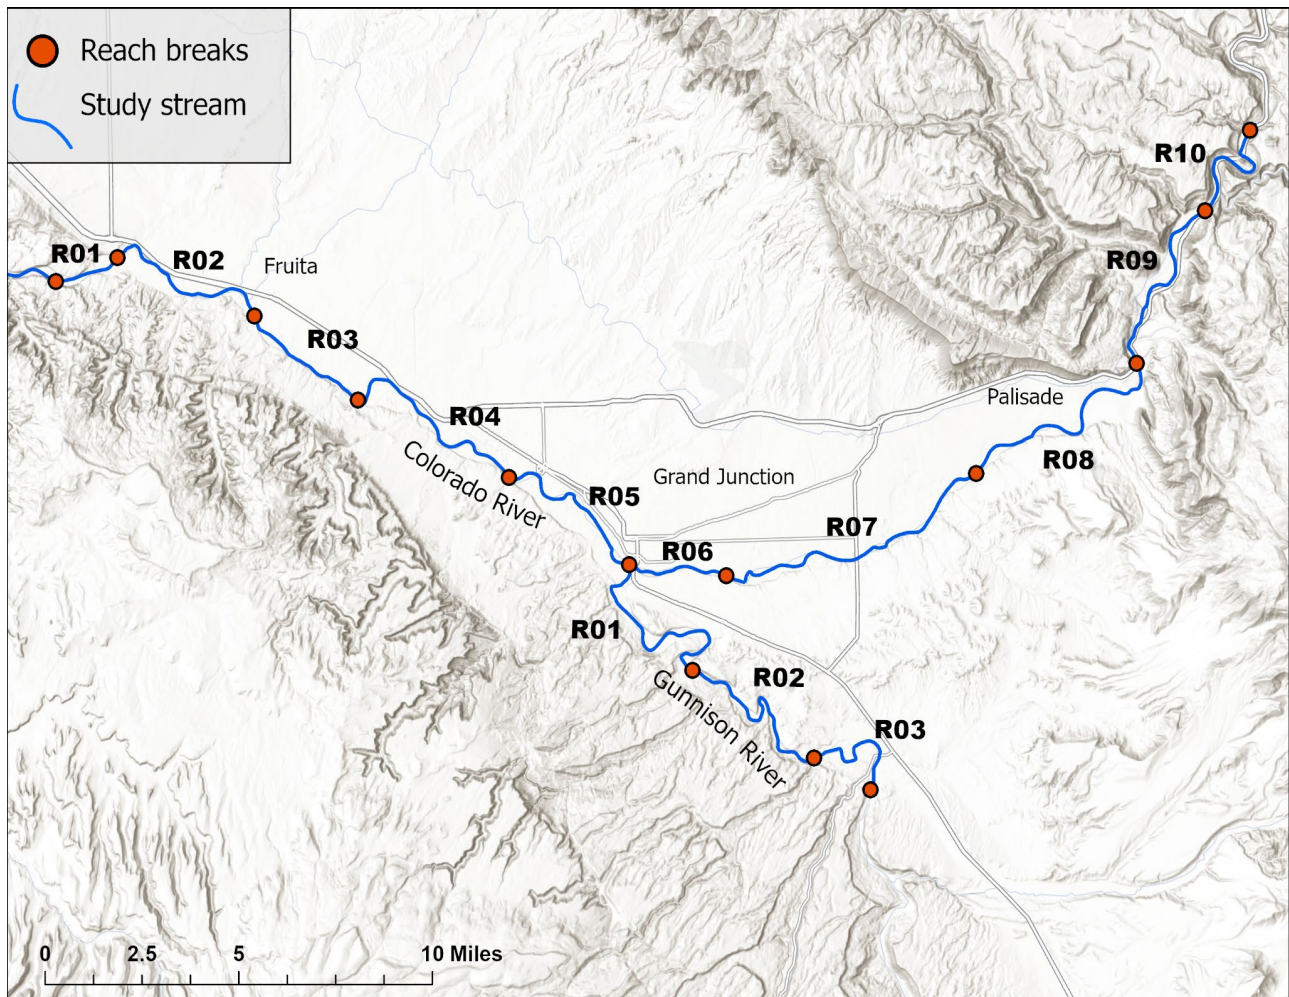 Reach breaks
Study stream
R10
R01
R02
Fruita
R09
R03
Palisade
R04
R08
Colorado River
Grand Junction
R05
R07
R06
R01
R02
Gunnison River
R03
0 2.5 5 10 Miles